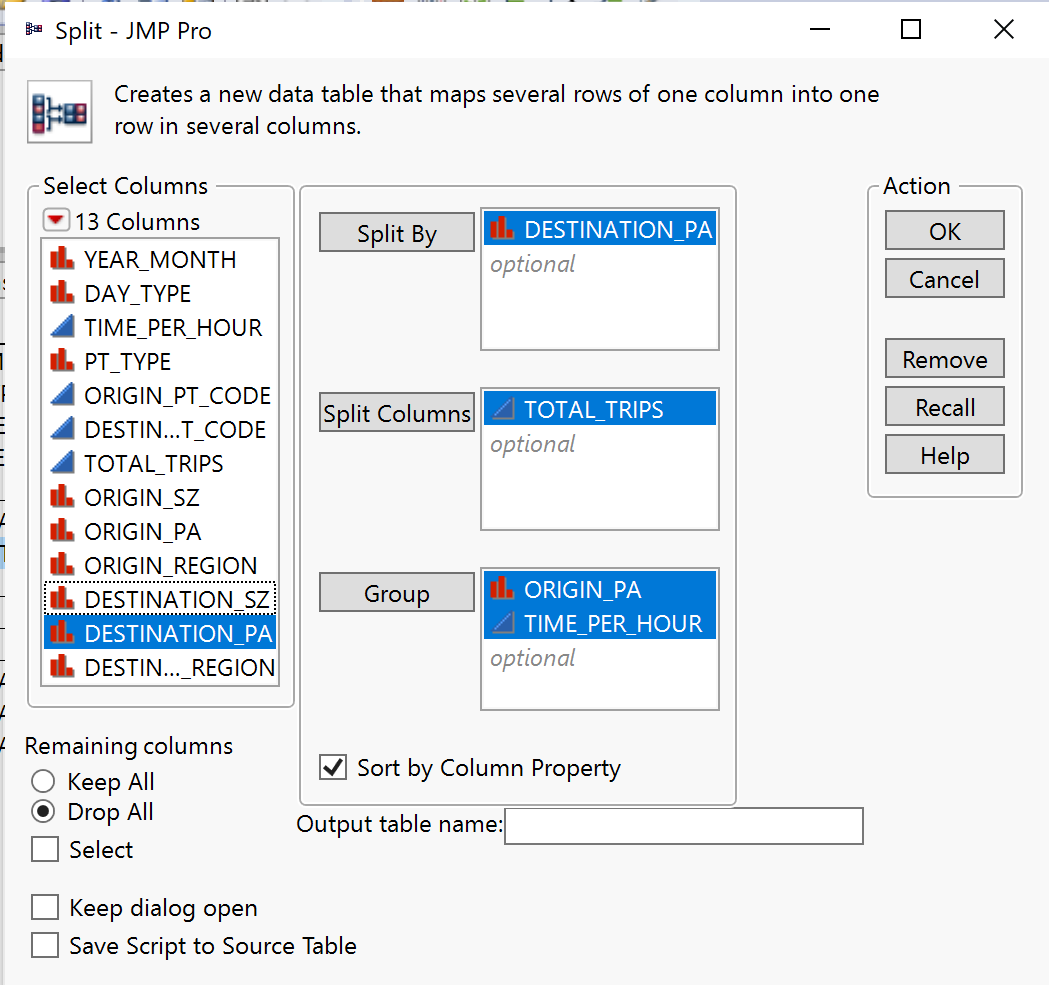 Split - JMP Pro
Creates a new data table that maps several rows of one column into one
row in several columns.
Select Columns
13 Columns
YEAR_MONTH
DAY_TYPE
TIME_PER_HOUR
PT_TYPE
ORIGIN_PT_CODE
DESTIN...T_CODE
TOTAL_TRIPS
ORIGIN_SZ
ORIGIN_PA
ORIGIN_REGION
DESTINATION_SZ
DESTINATION_PA
DESTIN..._REGION
Split By
DESTINATION_PA
optional
Split Columns
TOTAL_TRIPS
optional
Group
ORIGIN_PA
TIME_PER_HOUR
optional
Sort by Column Property
Action
OK
Cancel
Remove
Recall
Help
Remaining columns
Keep All
Drop All
Select
Output table name:
Keep dialog open
Save Script to Source Table